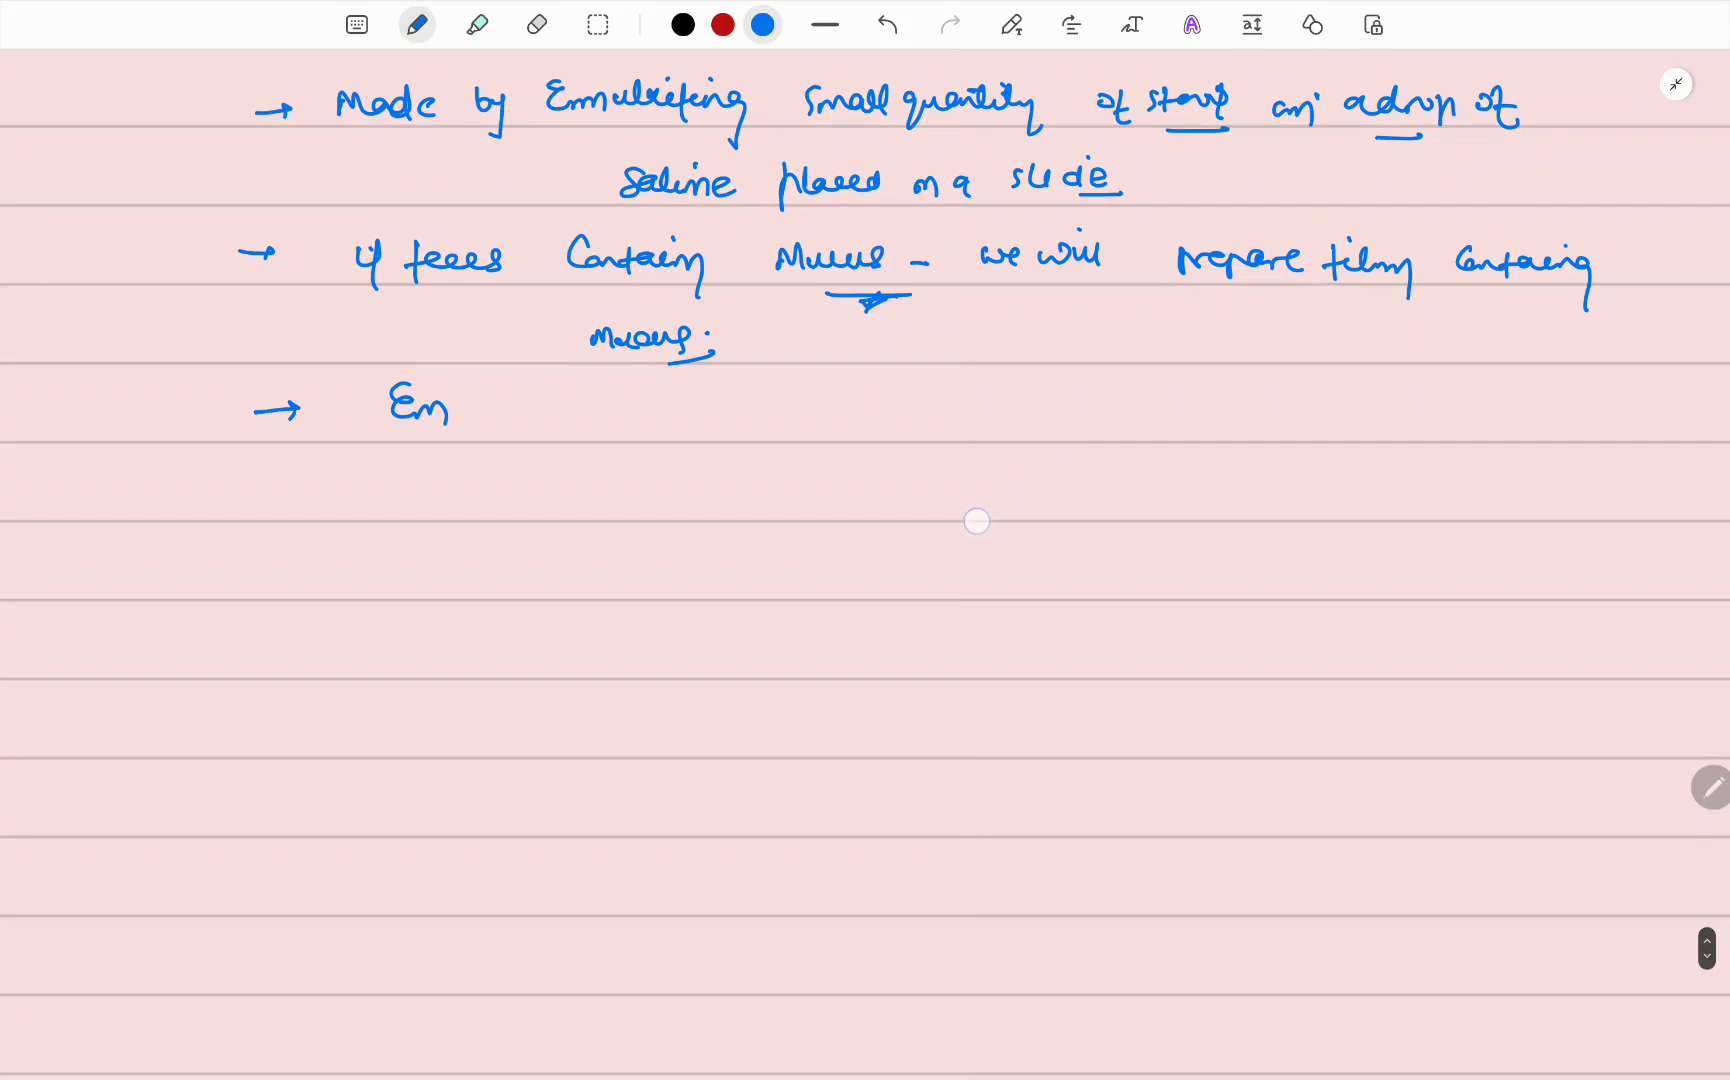 → Made by Emulsifying small quantity of stool in a drop of
saline placed on a slide
→ if feces Contain Mucus - we will prepare film containing
mucus.
→ Em